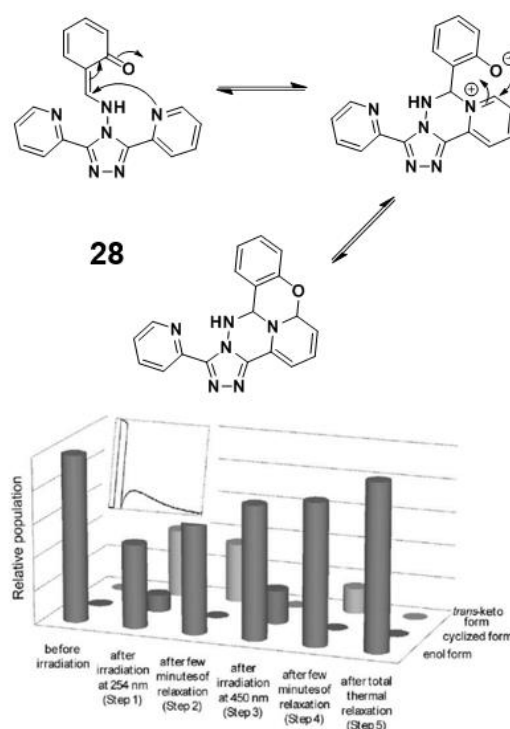 O
NH
N
N
N
N–N
O⊖
⊕
HN
N
N
N
N–N
28
O
HN
N
N
N
N–N
Relative population
before
irradiation
after
irradiation
at 254 nm
(Step 1)
after few
minutes of
relaxation
(Step 2)
after
irradiation
at 450 nm
(Step 3)
after few
minutes of
relaxation
(Step 4)
after total
thermal
relaxation
(Step 5)
trans-keto
form
cyclized form
enol form